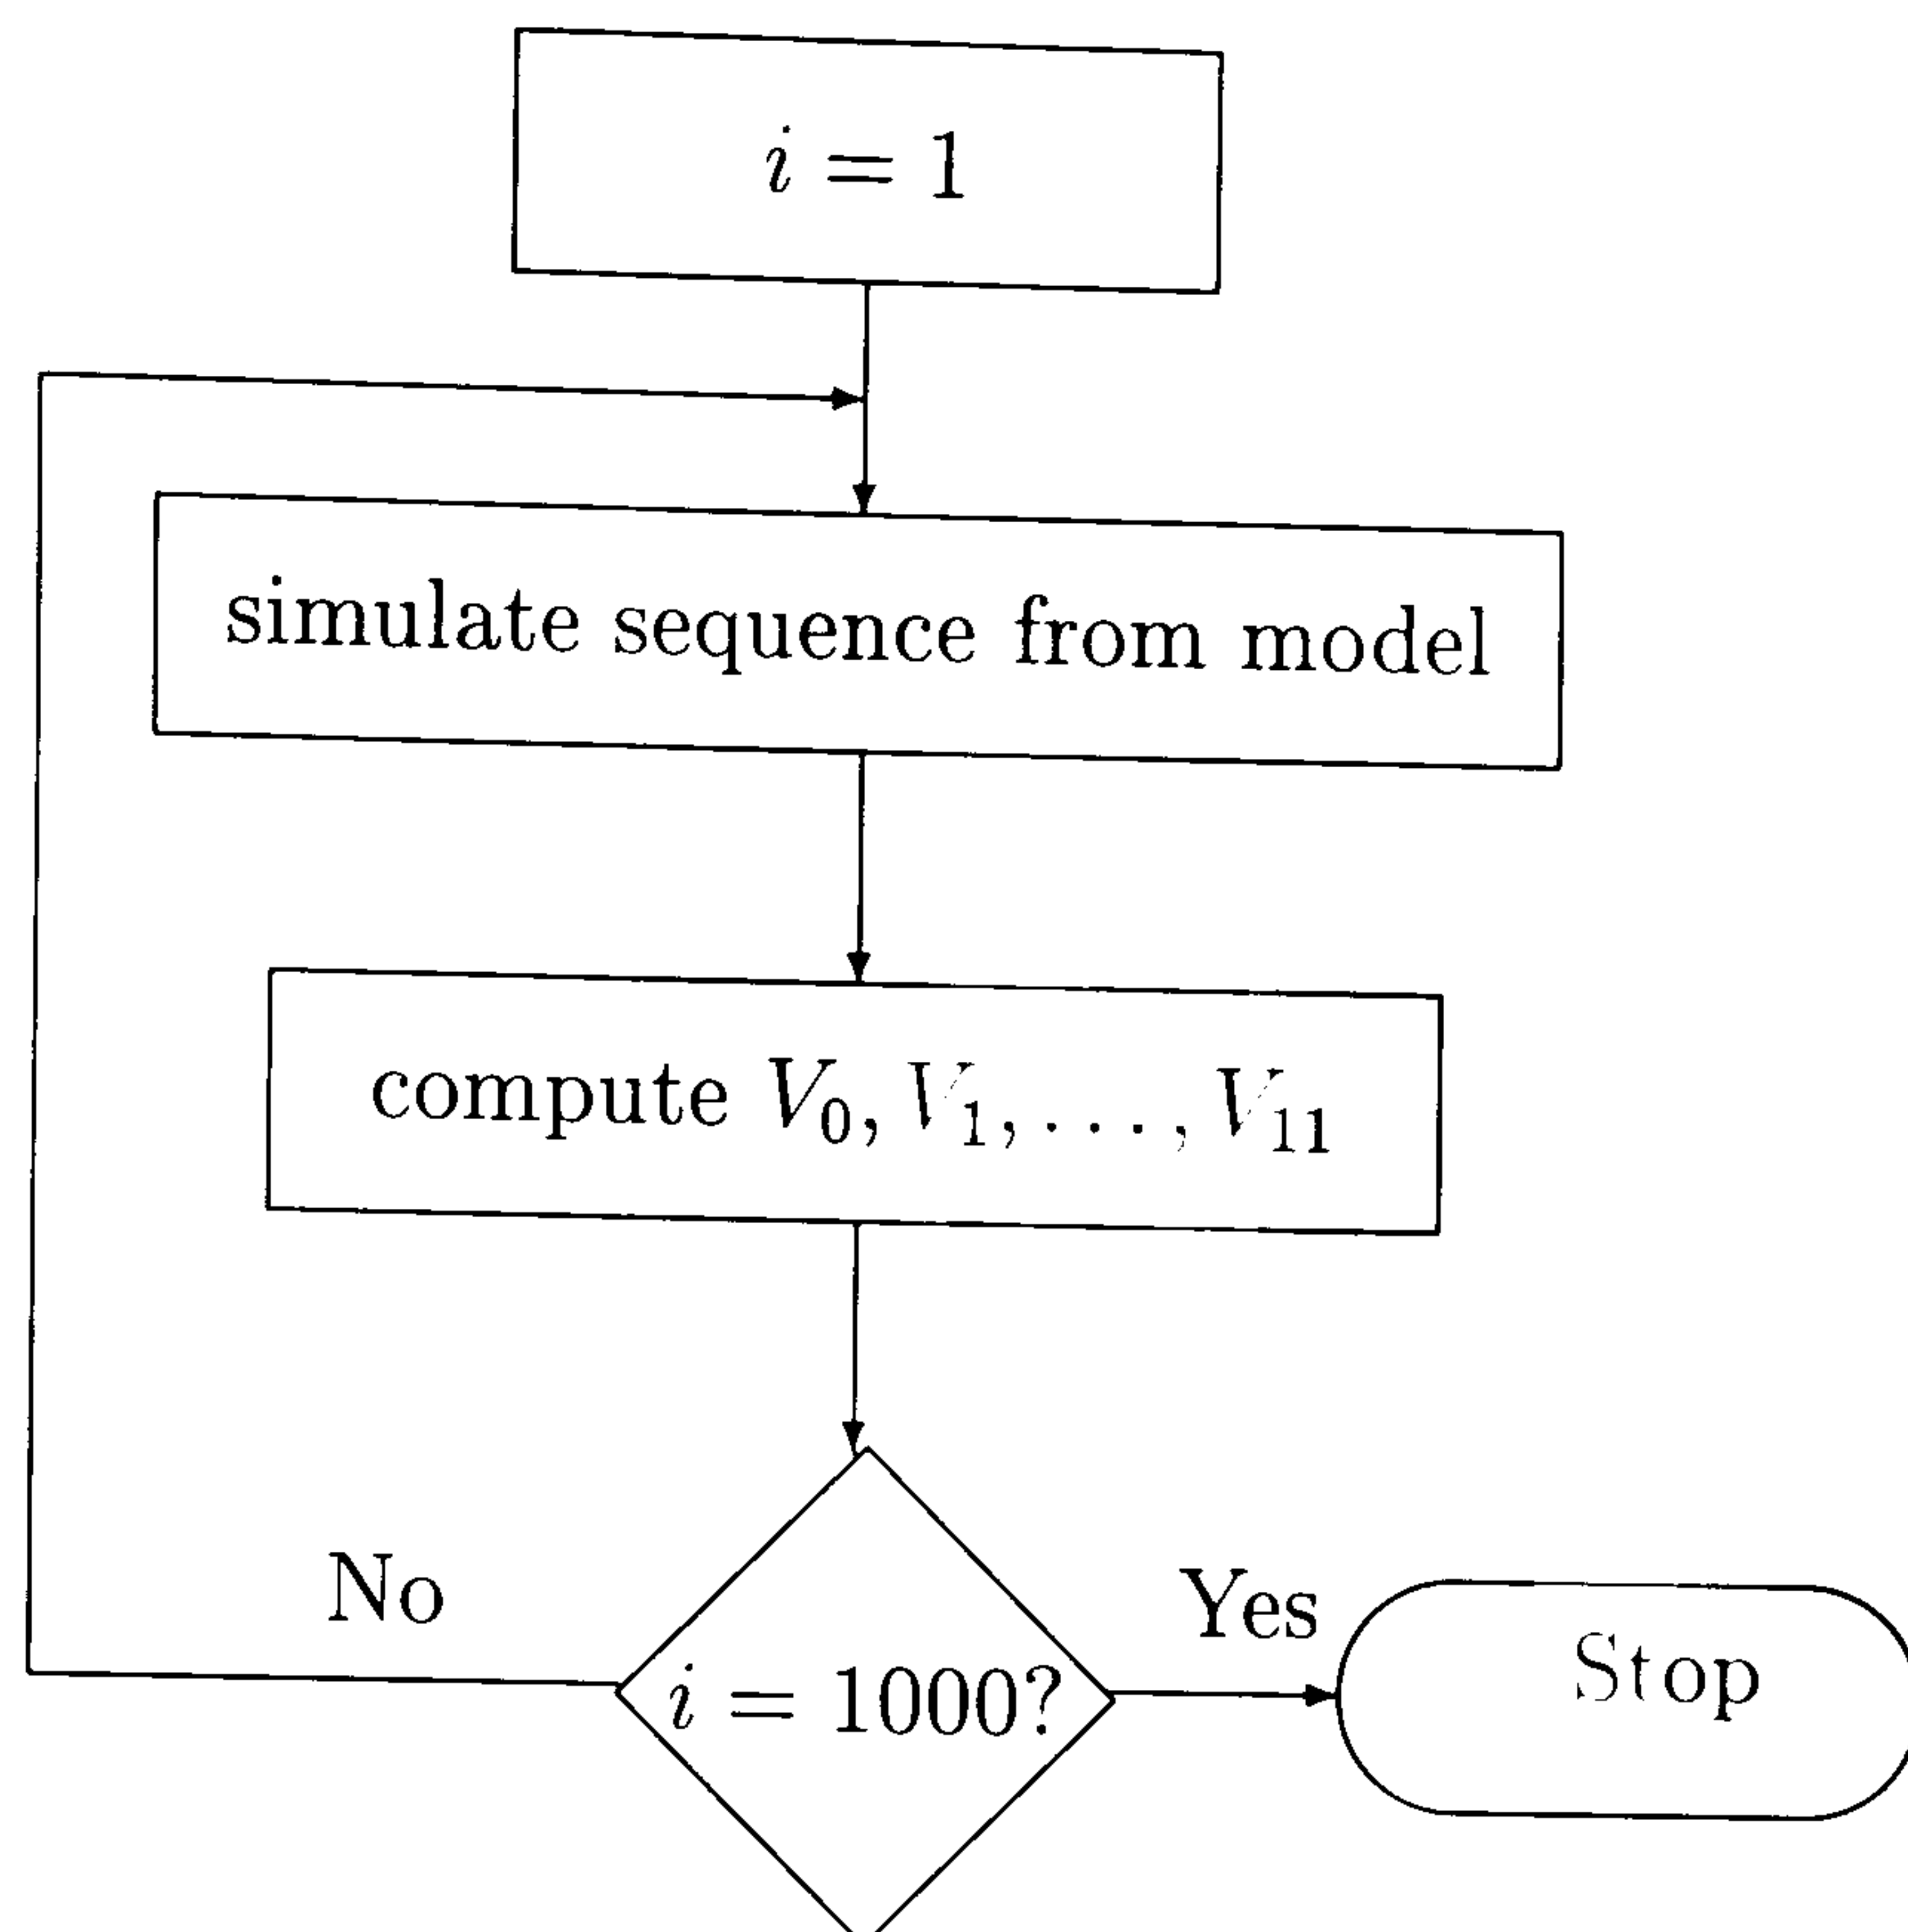 i = 1
simulate sequence from model
compute V₀, V₁, . . . , V₁₁
No
Yes
i = 1000?
Stop